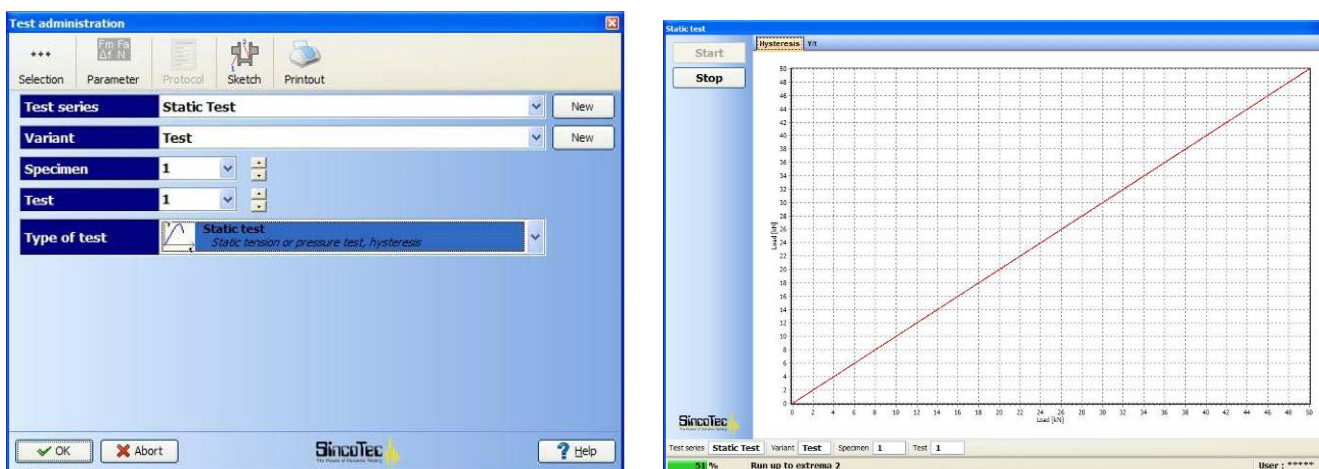 Test administration
Fm Fa
Δf N
Selection Parameter Protocol Sketch Printout
Test series Static Test New
Variant Test New
Specimen 1
Test 1
Type of test Static test
Static tension or pressure test, hysteresis
OK Abort SincoTec ? Help
Static test
Start
Stop
Hysteresis Y/t
50
48
46
44
42
40
38
36
34
32
30
28
26
24
22
20
18
16
14
12
10
8
6
4
2
0
Load [kN]
0 2 4 6 8 10 12 14 16 18 20 22 24 26 28 30 32 34 36 38 40 42 44 46 48 50
Load [kN]
SincoTec
Test series Static Test Variant Test Specimen 1 Test 1
51 % Run up to extrema 2 User : *****